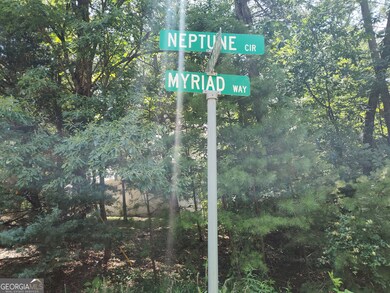 NEPTUNE CIR
MYRIAD WAY
GEORGIA MLS